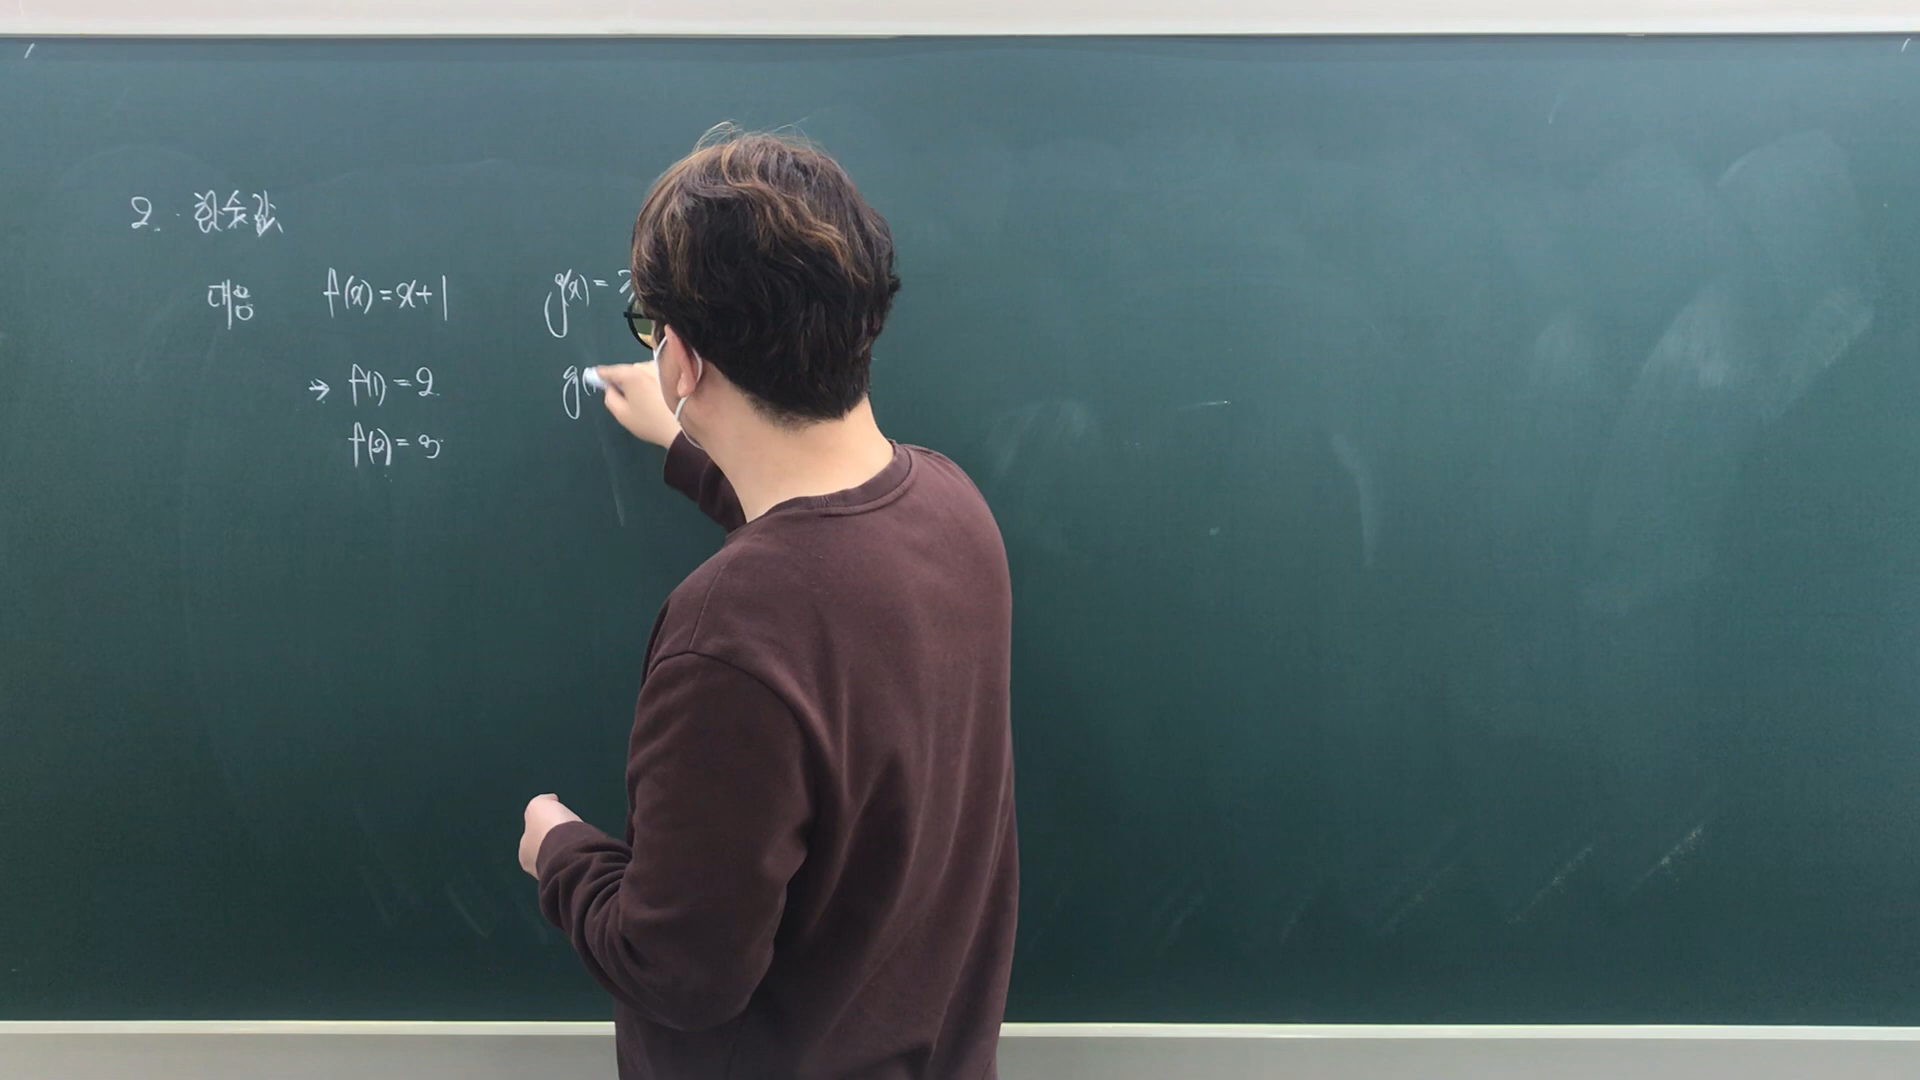 2. 함숫값
대응 f(x)=x+1 g(x)=
→ f(1)=2 g(
f(2)=3